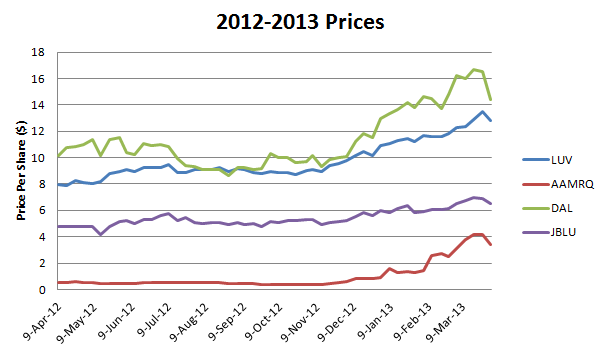 2012-2013 Prices
Price Per Share ($)
18
16
14
12
10
8
6
4
2
0
9-Apr-12
9-May-12
9-Jun-12
9-Jul-12
9-Aug-12
9-Sep-12
9-Oct-12
9-Nov-12
9-Dec-12
9-Jan-13
9-Feb-13
9-Mar-13
LUV
AAMRQ
DAL
JBLU